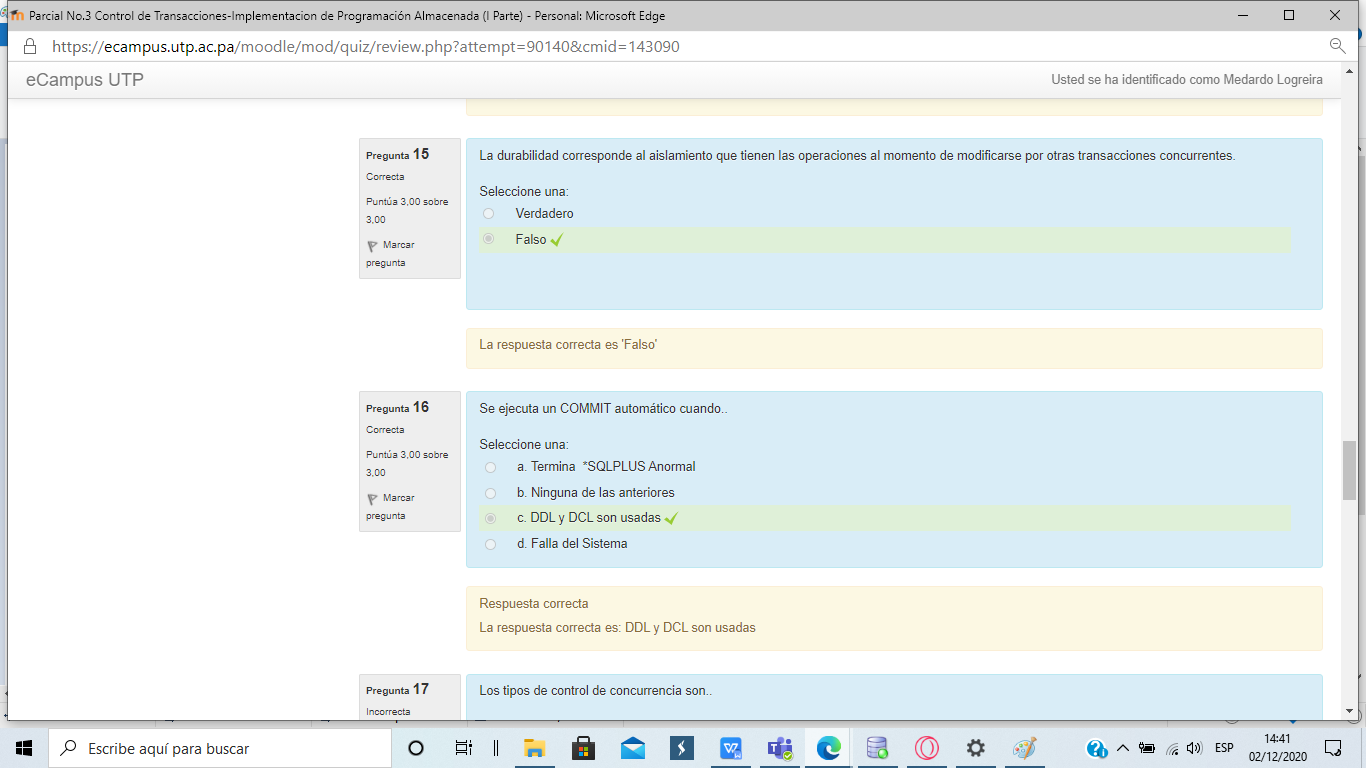 Parcial No.3 Control de Transacciones-Implementacion de Programación Almacenada (I Parte) - Personal: Microsoft Edge
https://ecampus.utp.ac.pa/moodle/mod/quiz/review.php?attempt=90140&cmid=143090
eCampus UTP
Usted se ha identificado como Medardo Logreira
Pregunta 15
Correcta
Puntúa 3,00 sobre
3,00
Marcar
pregunta
La durabilidad corresponde al aislamiento que tienen las operaciones al momento de modificarse por otras transacciones concurrentes.
Seleccione una:
Verdadero
Falso
La respuesta correcta es 'Falso'
Pregunta 16
Correcta
Puntúa 3,00 sobre
3,00
Marcar
pregunta
Se ejecuta un COMMIT automático cuando..
Seleccione una:
a. Termina *SQLPLUS Anormal
b. Ninguna de las anteriores
c. DDL y DCL son usadas
d. Falla del Sistema
Respuesta correcta
La respuesta correcta es: DDL y DCL son usadas
Pregunta 17
Incorrecta
Los tipos de control de concurrencia son..
Escribe aquí para buscar
ESP
14:41
02/12/2020